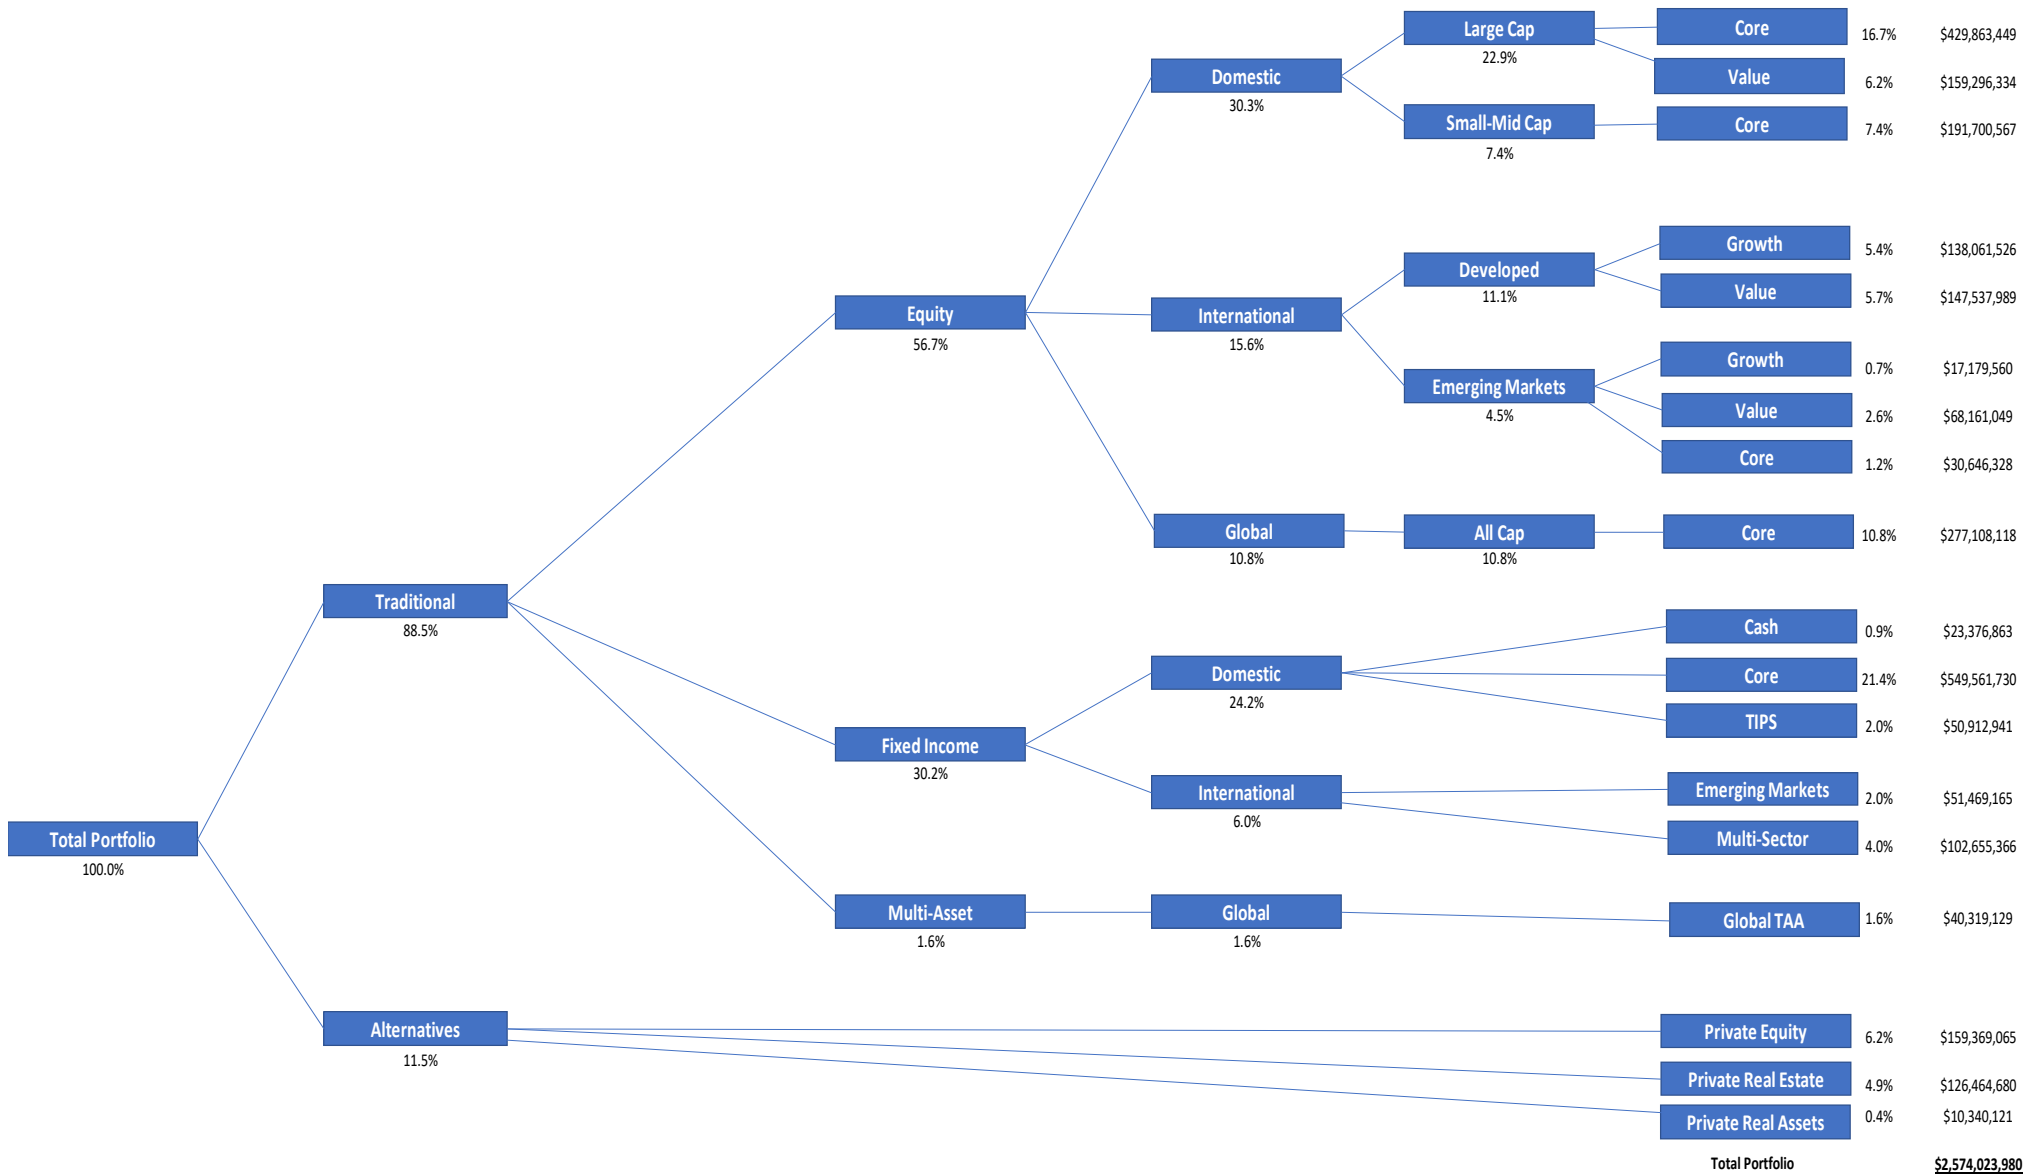 Large Cap
22.9%
Core
16.7% $429,863,449
Domestic
30.3%
Value
6.2% $159,296,334
Small-Mid Cap
7.4%
Core
7.4% $191,700,567
Growth
5.4% $138,061,526
Developed
11.1%
Value
5.7% $147,537,989
Equity
56.7%
International
15.6%
Growth
0.7% $17,179,560
Emerging Markets
4.5%
Value
2.6% $68,161,049
Core
1.2% $30,646,328
Global
10.8%
All Cap
10.8%
Core
10.8% $277,108,118
Traditional
88.5%
Cash
0.9% $23,376,863
Domestic
24.2%
Core
21.4% $549,561,730
TIPS
2.0% $50,912,941
Fixed Income
30.2%
International
6.0%
Emerging Markets
2.0% $51,469,165
Multi-Sector
4.0% $102,655,366
Total Portfolio
100.0%
Multi-Asset
1.6%
Global
1.6%
Global TAA
1.6% $40,319,129
Alternatives
11.5%
Private Equity
6.2% $159,369,065
Private Real Estate
4.9% $126,464,680
Private Real Assets
0.4% $10,340,121
Total Portfolio $2,574,023,980